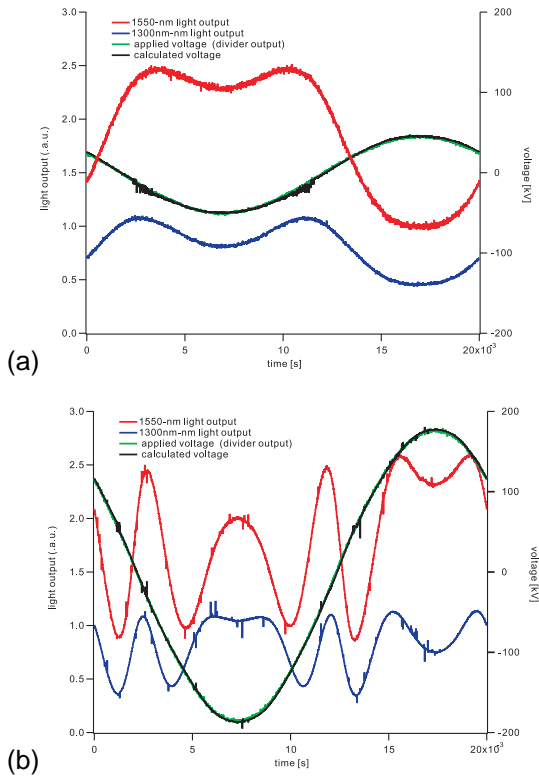 1550-nm light output
1300nm-nm light output
applied voltage (divider output)
calculated voltage
3.0
2.5
2.0
1.5
1.0
0.5
0.0
light output (.a.u.)
200
100
0
-100
-200
voltage [kV]
0
5
10
15
20x10⁻³
time [s]
(a)
1550-nm light output
1300nm-nm light output
applied voltage (divider output)
calculated voltage
3.0
2.5
2.0
1.5
1.0
0.5
0.0
light output (.a.u.)
200
100
0
-100
-200
voltage [kV]
0
5
10
15
20x10⁻³
time [s]
(b)